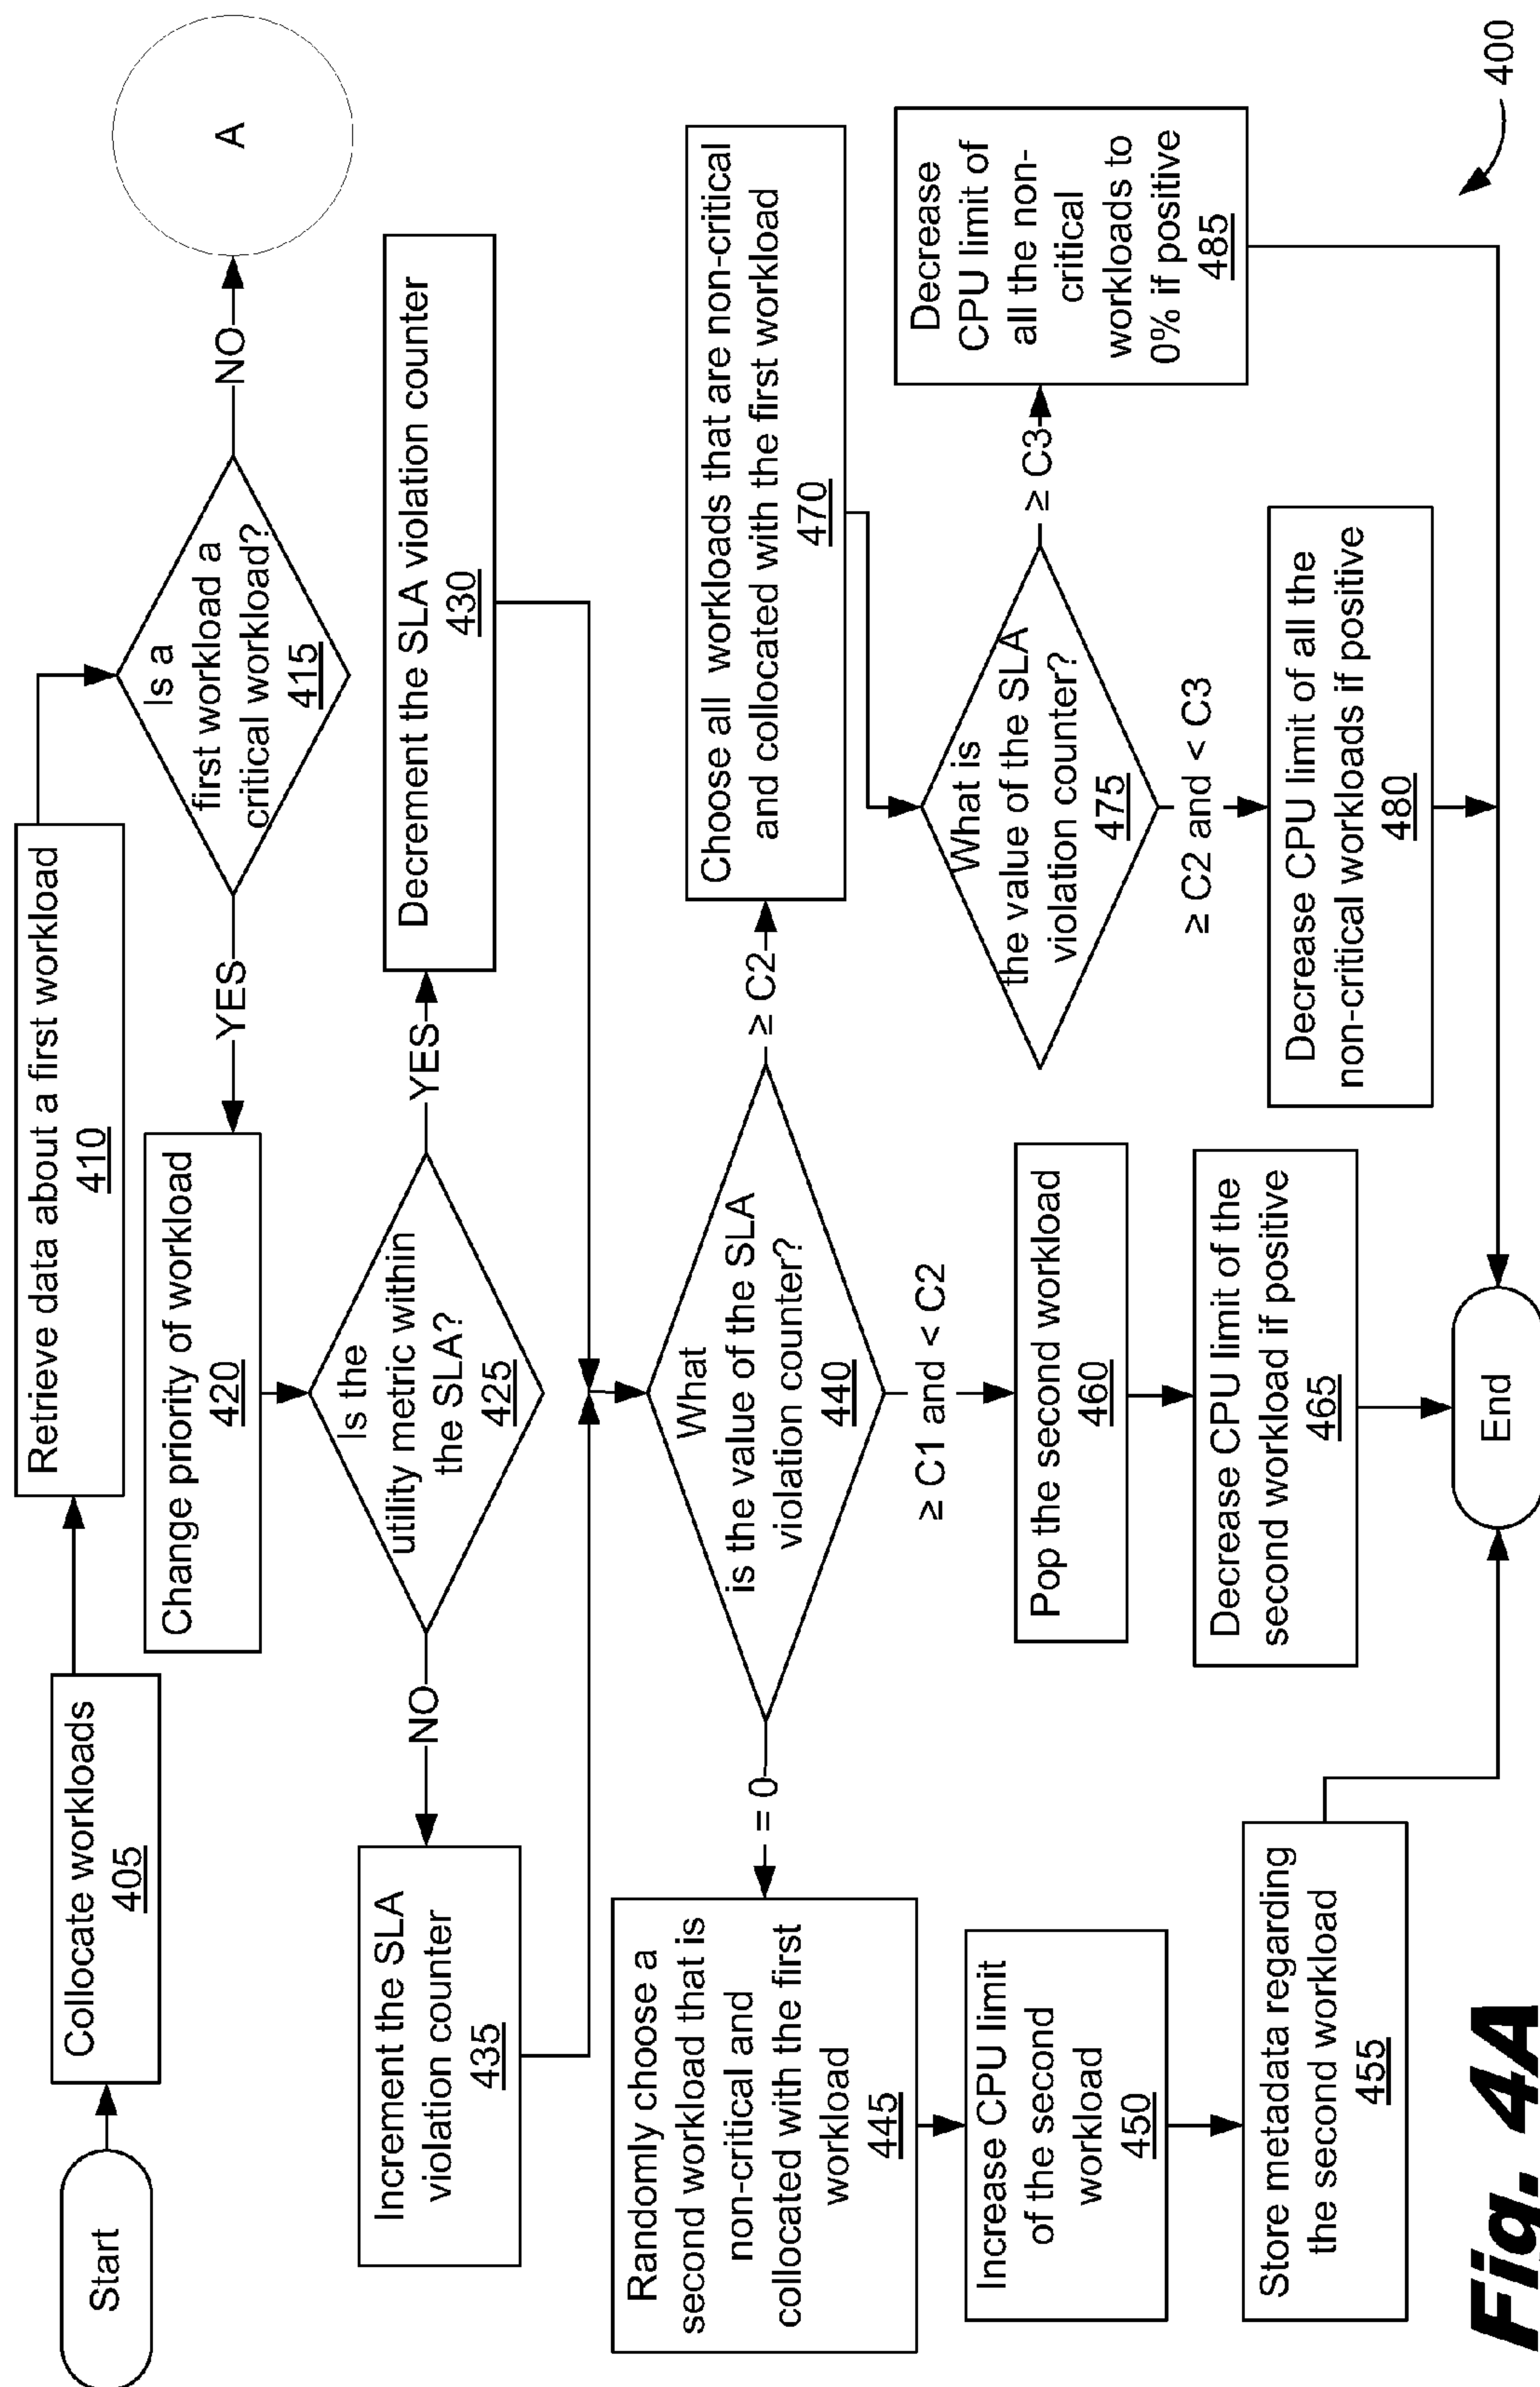 Start
Collocate workloads
405
Retrieve data about a first workload
410
Is a
first workload a
critical workload?
415
NO
A
YES
Change priority of workload
420
Is the
utility metric within
the SLA?
425
YES
Decrement the SLA violation counter
430
NO
Increment the SLA
violation counter
435
What
is the value of the SLA
violation counter?
440
= 0
Randomly choose a
second workload that is
non-critical and
collocated with the first
workload
445
Increase CPU limit
of the second
workload
450
Store metadata regarding
the second workload
455
≥ C1 and < C2
Pop the second workload
460
Decrease CPU limit of the
second workload if positive
465
≥ C2
Choose all workloads that are non-critical
and collocated with the first workload
470
What is
the value of the SLA
violation counter?
475
≥ C3
Decrease
CPU limit of
all the non-
critical
workloads to
0% if positive
485
≥ C2 and < C3
Decrease CPU limit of all the
non-critical workloads if positive
480
End
400
Fig. 4A